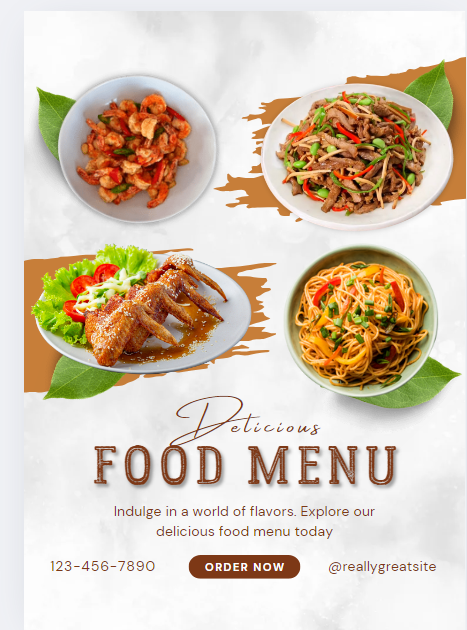 Delicious
FOOD MENU
Indulge in a world of flavors. Explore our
delicious food menu today
123-456-7890 ORDER NOW @reallygreatsite